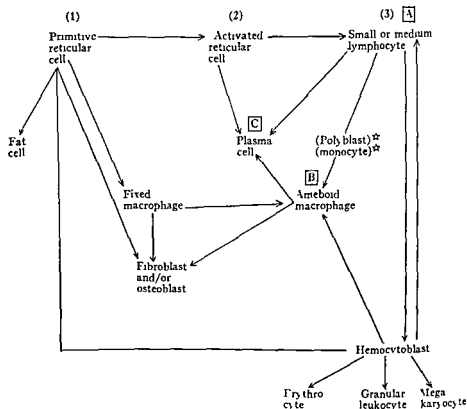 (1) (2) (3) A
Primitive reticular cell
Activated reticular cell
Small or medium lymphocyte
Fat cell
C
Plasma cell
(Polyblast)☆
(monocyte)☆
B
Fixed macrophage
Ameboid macrophage
Fibroblast and/or osteoblast
Hemocytoblast
Erythro cyte
Granular leukocyte
Mega karyocyte